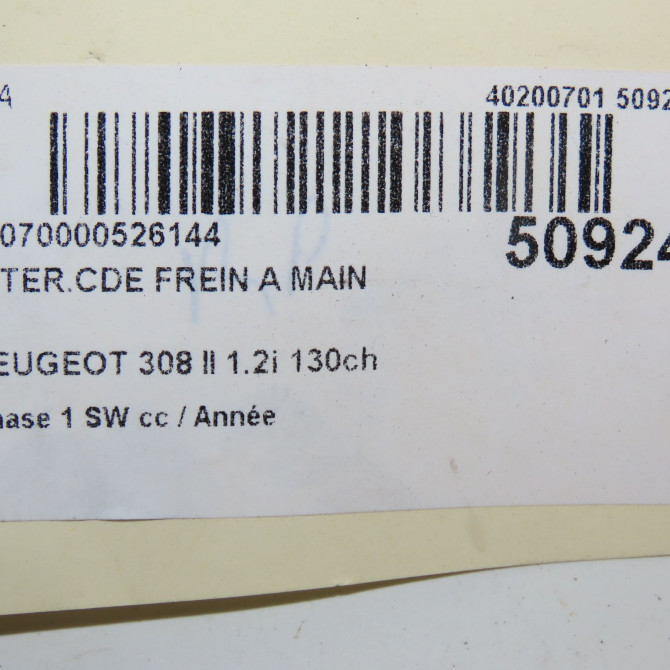 4 40200701 5092
070000526144 50924
TER.CDE FREIN A MAIN
EUGEOT 308 II 1.2i 130ch
hase 1 SW cc / Année